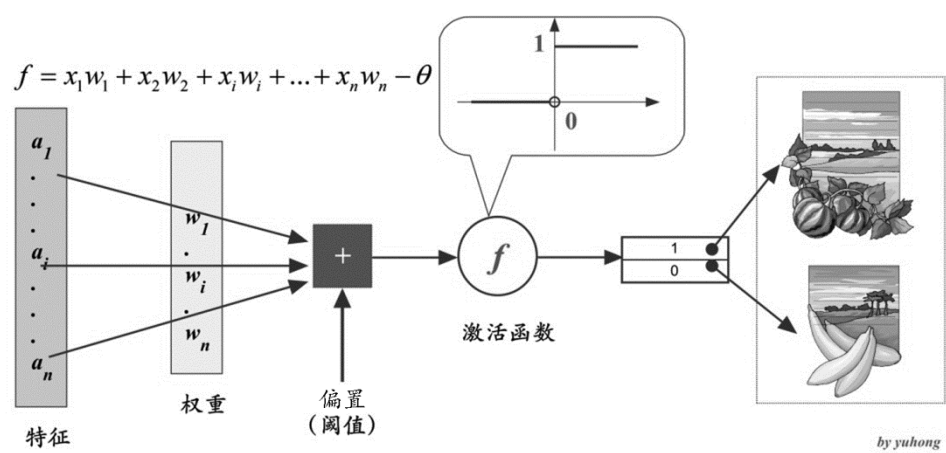 f = x₁w₁ + x₂w₂ + xᵢwᵢ + ... + xₙwₙ − θ
1
0
a₁
.
.
aᵢ
.
.
.
aₙ
w₁
.
wᵢ
.
wₙ
+
f
1
0
激活函数
偏置
(阈值)
权重
特征
by yuhong